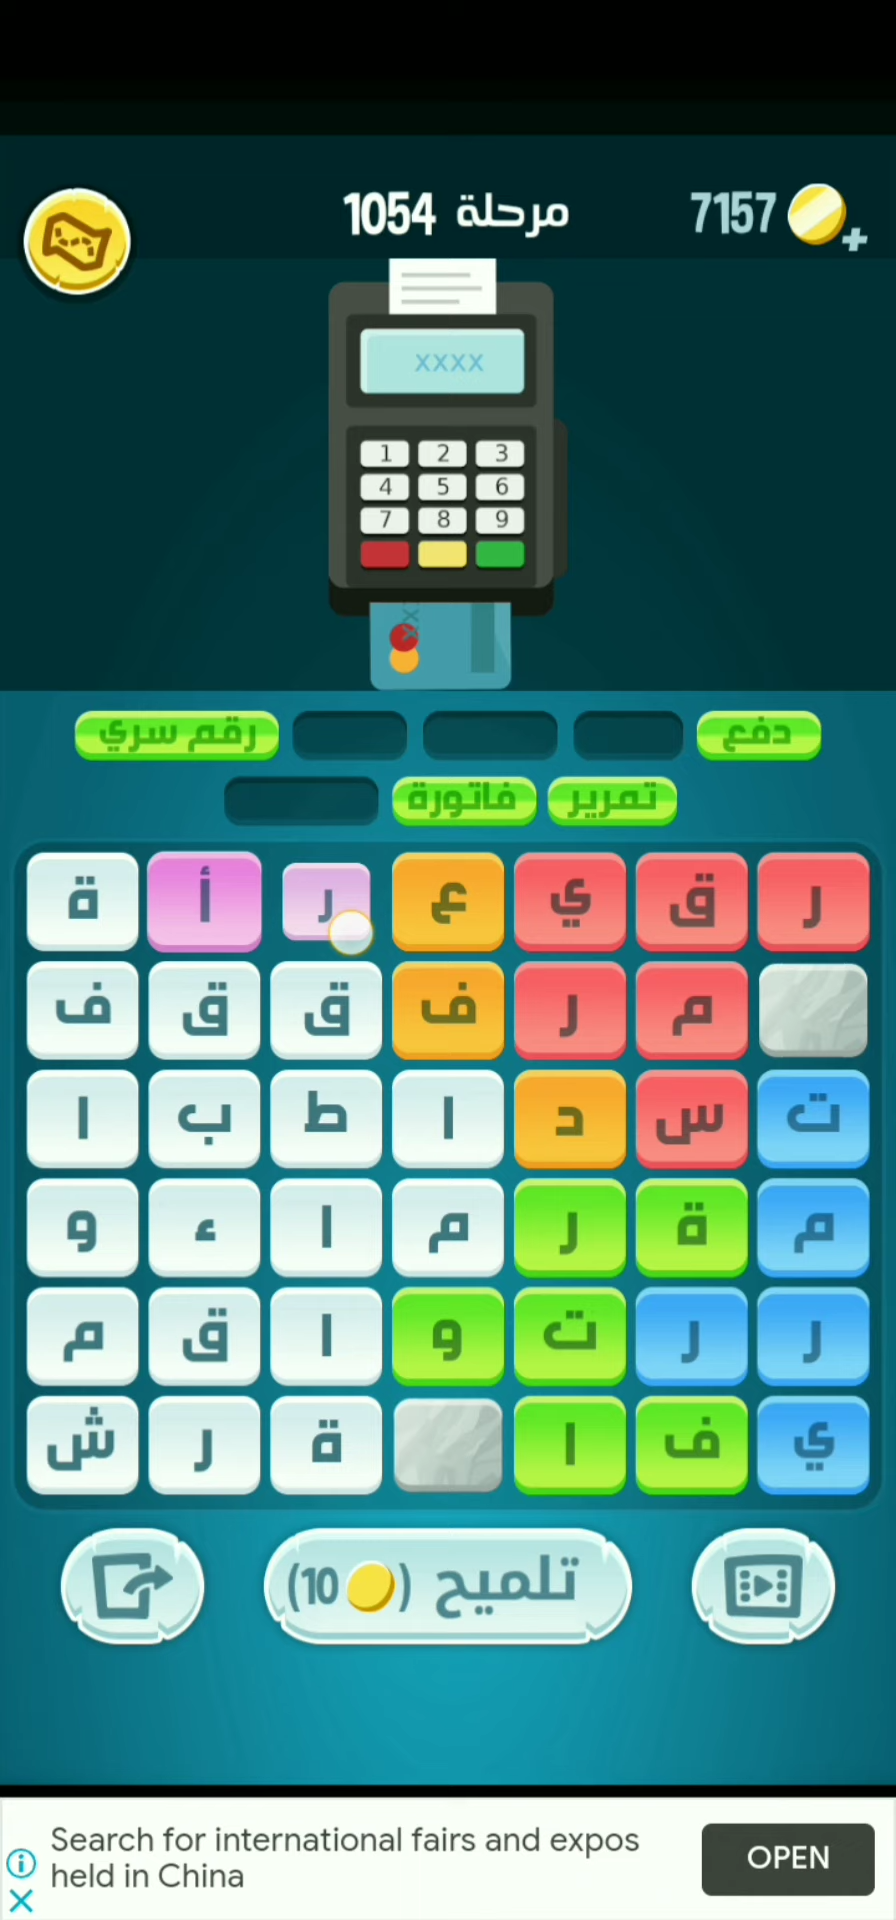 مرحلة 1054
7157
+
XXXX
1 2 3
4 5 6
7 8 9
XX
دفع رقم سري
تمرير فاتورة
ر ق ي ع ر أ ة
م ر ف ق ق ف
ت س د ا ط ب ا
م ة ر م ا ء و
ر ر ت و ا ق م
ي ف ا ة ر ش
تلميح (10)
Search for international fairs and expos
held in China
OPEN